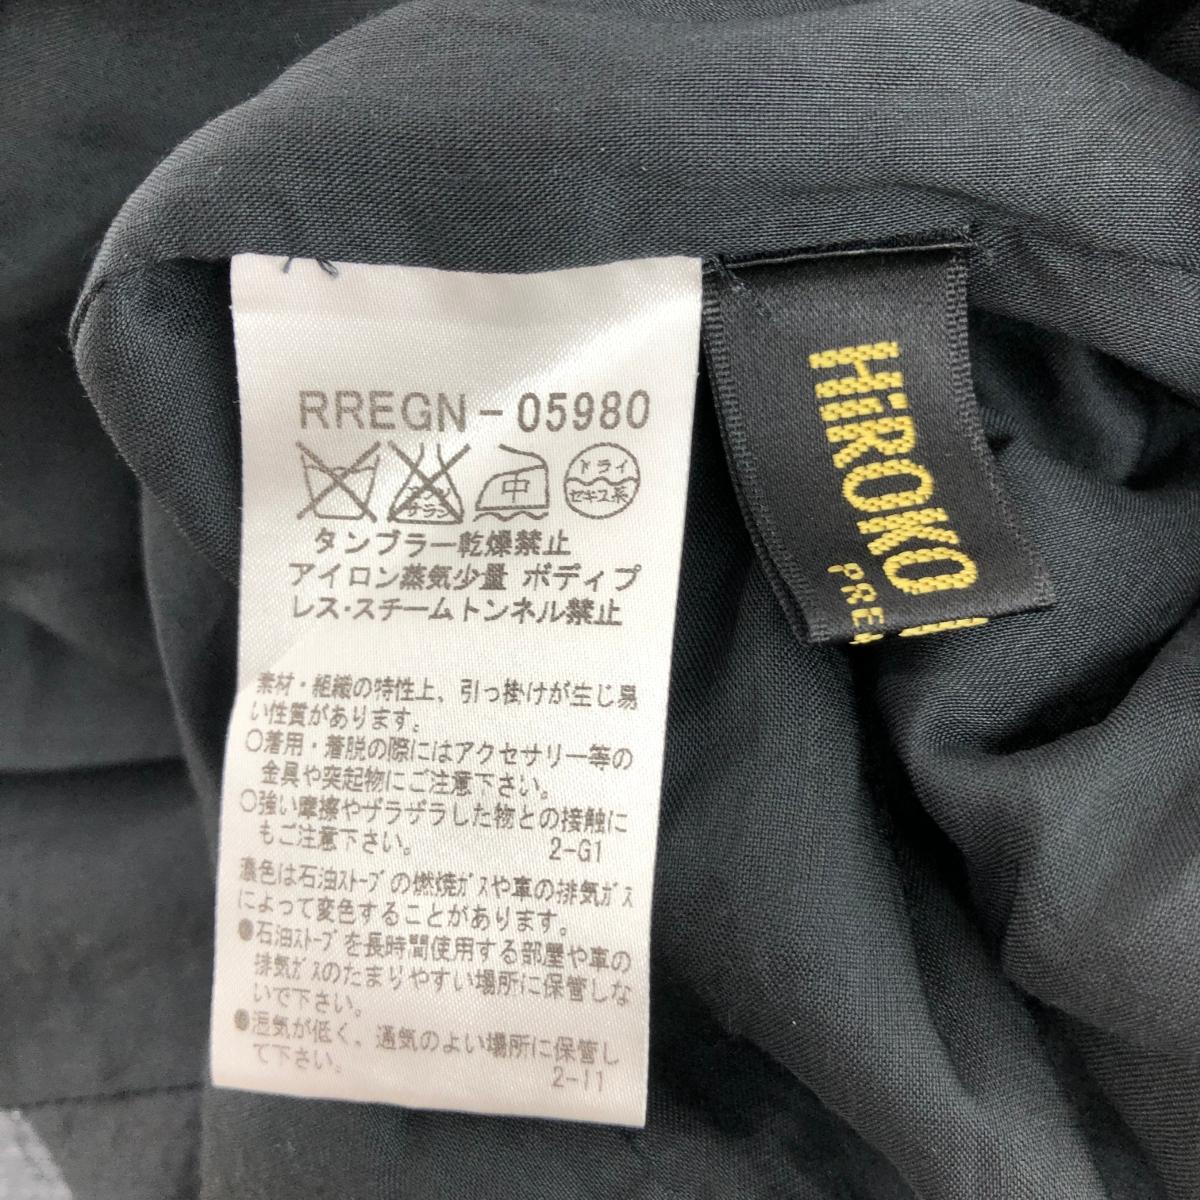 RREGN-05980
エンソ
サラシ
中
ドライ
セキユ系
タンブラー乾燥禁止
アイロン蒸気少量 ボディプ
レス・スチームトンネル禁止
素材・組織の特性上、引っ掛けが生じ易
い性質があります。
○着用・着脱の際にはアクセサリー等の
金具や突起物にご注意下さい。
○強い摩擦やザラザラした物との接触に
もご注意下さい。 2-G1
濃色は石油ｽﾄｰﾌﾞの燃焼ｶﾞｽや車の排気ｶﾞｽ
によって変色することがあります。
●石油ｽﾄｰﾌﾞを長時間使用する部屋や車の
排気ｶﾞｽのたまりやすい場所に保管しな
いで下さい。
●湿気が低く、通気のよい場所に保管し
て下さい。 2-I1
HiROKO
PRE